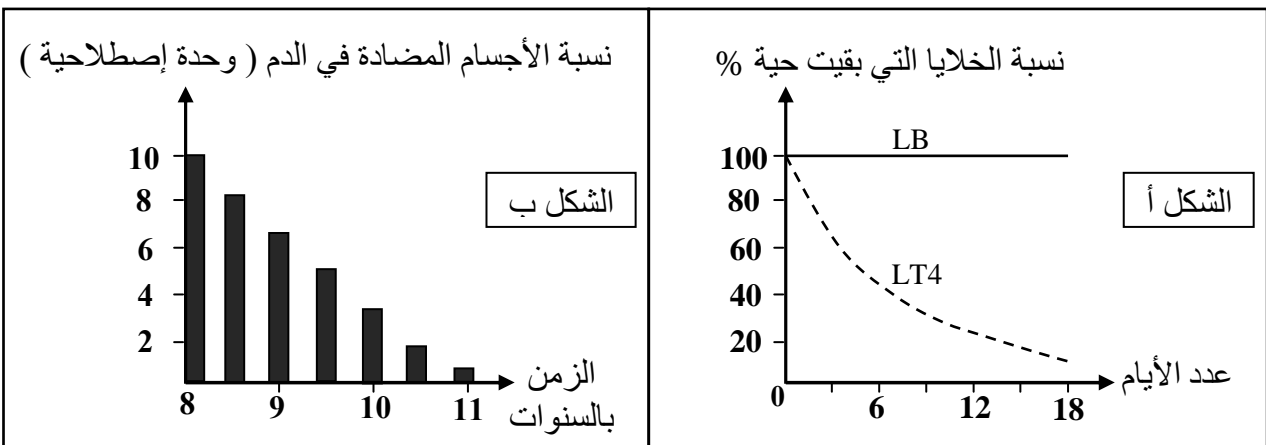 نسبة الخلايا التي بقيت حية %
100
80
60
40
20
0
6
12
18
LB
LT4
الشكل أ
عدد الأيام
نسبة الأجسام المضادة في الدم ( وحدة إصطلاحية )
10
8
6
4
2
8
9
10
11
الشكل ب
الزمن
بالسنوات